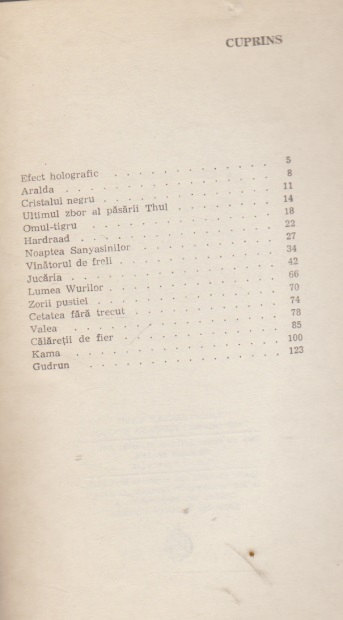 CUPRINS
Efect holografic . . . . . . . . . . . . 5
Aralda . . . . . . . . . . . . 8
Cristalul negru . . . . . . . . . . . . 11
Ultimul zbor al păsării Thul . . . . . . . . 14
Omul-tigru . . . . . . . . . . . . 18
Hardraad . . . . . . . . . . . . 22
Noaptea Sanyasinilor . . . . . . . . . . 27
Vînătorul de freli . . . . . . . . . . . 34
Jucăria . . . . . . . . . . . . 42
Lumea Wurilor . . . . . . . . . . . . 66
Zorii pustiei . . . . . . . . . . . . 70
Cetatea fără trecut . . . . . . . . . . 74
Valea . . . . . . . . . . . . 78
Călăreții de fier . . . . . . . . . . . 85
Kama . . . . . . . . . . . . 100
Gudrun . . . . . . . . . . . . 123